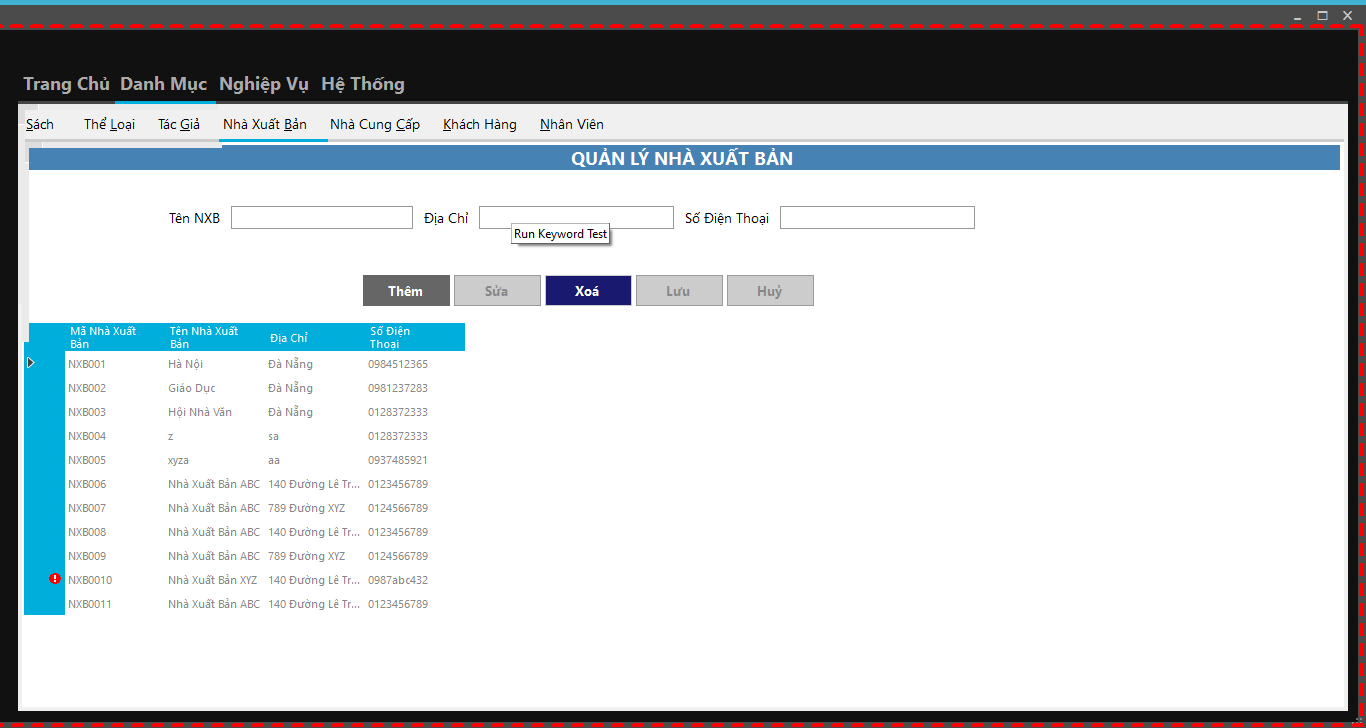 Trang Chủ Danh Mục Nghiệp Vụ Hệ Thống
Sách Thể Loại Tác Giả Nhà Xuất Bản Nhà Cung Cấp Khách Hàng Nhân Viên
QUẢN LÝ NHÀ XUẤT BẢN
Tên NXB Địa Chỉ Số Điện Thoại
Run Keyword Test
Thêm Sửa Xoá Lưu Huỷ
Mã Nhà Xuất Bản Tên Nhà Xuất Bản Địa Chỉ Số Điện Thoại
NXB001 Hà Nội Đà Nẵng 0984512365
NXB002 Giáo Dục Đà Nẵng 0981237283
NXB003 Hội Nhà Văn Đà Nẵng 0128372333
NXB004 z sa 0128372333
NXB005 xyza aa 0937485921
NXB006 Nhà Xuất Bản ABC 140 Đường Lê Tr... 0123456789
NXB007 Nhà Xuất Bản ABC 789 Đường XYZ 0124566789
NXB008 Nhà Xuất Bản ABC 140 Đường Lê Tr... 0123456789
NXB009 Nhà Xuất Bản ABC 789 Đường XYZ 0124566789
NXB0010 Nhà Xuất Bản XYZ 140 Đường Lê Tr... 0987abc432
NXB0011 Nhà Xuất Bản ABC 140 Đường Lê Tr... 0123456789